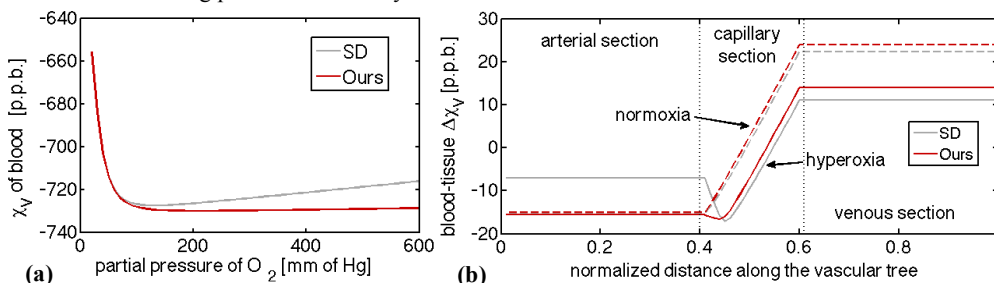 SD
Ours
-640
-660
-680
-700
-720
-740
0
200
400
600
χV of blood [p.p.b.]
partial pressure of O 2 [mm of Hg]
(a)
arterial section
capillary
section
normoxia
hyperoxia
SD
Ours
venous section
30
20
10
0
-10
-20
0
0.2
0.4
0.6
0.8
blood-tissue ΔχV [p.p.b.]
normalized distance along the vascular tree
(b)